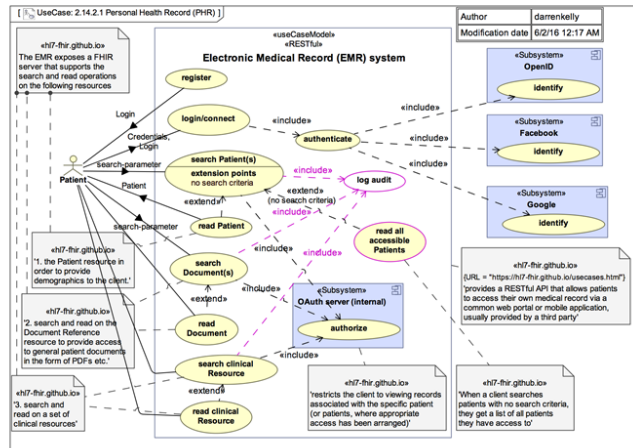 [ UseCase: 2.14.2.1 Personal Health Record (PHR)
Author darrenkelly
Modification date 6/2/16 12:17 AM
«hl7-fhir.github.io»
The EMR exposes a FHIR
server that supports the
search and read operations
on the following resources
«useCaseModel»
«RESTful»
Electronic Medical Record (EMR) system
register
login/connect
authenticate
search Patient(s)
extension points
no search criteria
log audit
read Patient
read all
accessible
Patients
search
Document(s)
read
Document
search clinical
Resource
read clinical
Resource
Login
Credentials,
Login
search-parameter
Patient
Patient
search-parameter
«include»
«include»
«include»
«include»
«include»
«include»
«include»
«include»
«include»
«include»
«extend»
(no search criteria)
«extend»
«extend»
«extend»
«Subsystem»
OpenID
identify
«Subsystem»
Facebook
identify
«Subsystem»
Google
identify
«Subsystem»
OAuth server (internal)
authorize
«hl7-fhir.github.io»
'1. the Patient resource in
order to provide
demographics to the client.'
«hl7-fhir.github.io»
'2. search and read on the
Document Reference
resource to provide access
to general patient documents
in the form of PDFs etc.'
«hl7-fhir.github.io»
'3. search and
read on a set of
clinical resources'
«hl7-fhir.github.io»
{URL = "https://hl7-fhir.github.io/usecases.html"}
'provides a RESTful API that allows patients
to access their own medical record via a
common web portal or mobile application,
usually provided by a third party'
«hl7-fhir.github.io»
'restricts the client to viewing records
associated with the specific patient
(or patients, where appropriate
access has been arranged)'
«hl7-fhir.github.io»
'When a client searches
patients with no search criteria,
they get a list of all patients
they have access to'